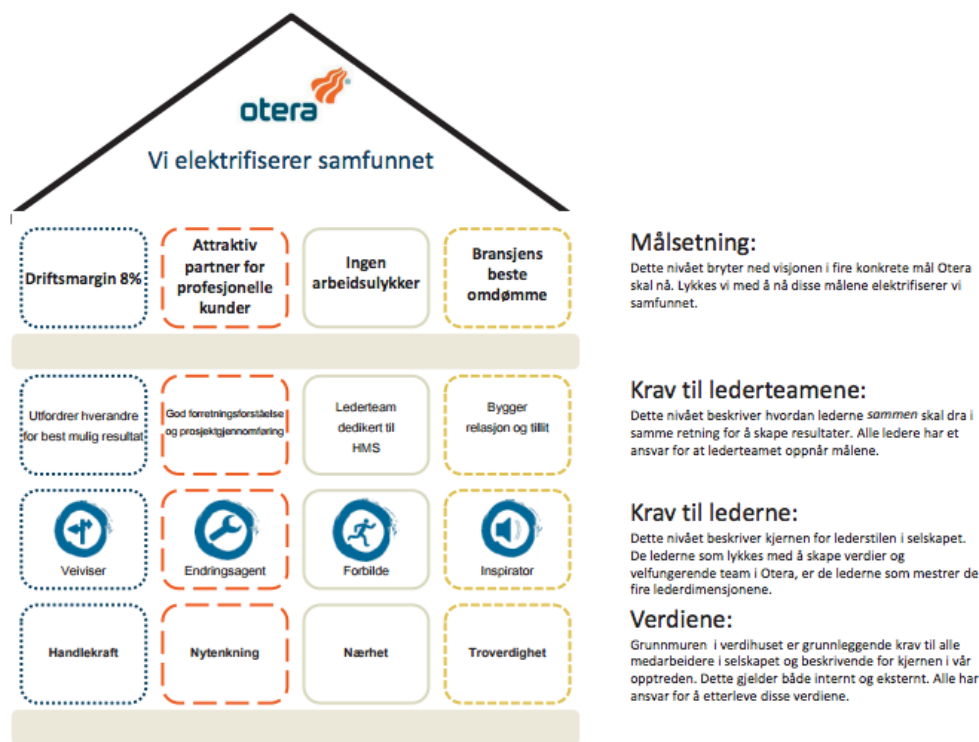 otera
Vi elektrifiserer samfunnet
Driftsmargin 8%
Attraktiv
partner for
profesjonelle
kunder
Ingen
arbeidsulykker
Bransjens
beste
omdømme
Målsetning:
Dette nivået bryter ned visjonen i fire konkrete mål Otera
skal nå. Lykkes vi med å nå disse målene elektrifiserer vi
samfunnet.
Utfordrer hverandre
for best mulig resultat
God forretningsforståelse
og prosjektgjennomføring
Lederteam
dedikert til
HMS
Bygger
relasjon og tillit
Krav til lederteamene:
Dette nivået beskriver hvordan lederne sammen skal dra i
samme retning for å skape resultater. Alle ledere har et
ansvar for at lederteamet oppnår målene.
Veiviser
Endringsagent
Forbilde
Inspirator
Krav til lederne:
Dette nivået beskriver kjernen for lederstilen i selskapet.
De lederne som lykkes med å skape verdier og
velfungerende team i Otera, er de lederne som mestrer de
fire lederdimensjonene.
Handlekraft
Nytenkning
Nærhet
Troverdighet
Verdiene:
Grunnmuren i verdihuset er grunnleggende krav til alle
medarbeidere i selskapet og beskrivende for kjernen i vår
opptreden. Dette gjelder både internt og eksternt. Alle har
ansvar for å etterleve disse verdiene.